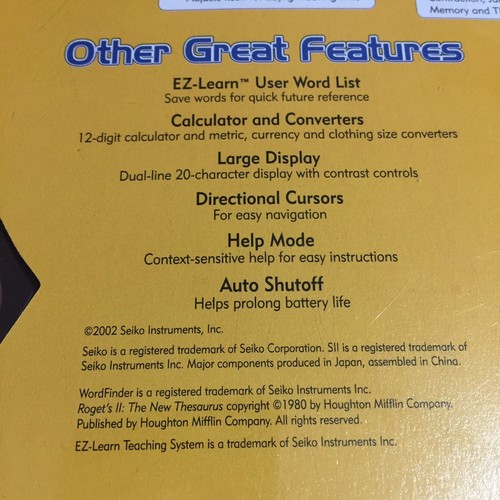 Memory and
Other Great Features
EZ-Learn™ User Word List
Save words for quick future reference
Calculator and Converters
12-digit calculator and metric, currency and clothing size converters
Large Display
Dual-line 20-character display with contrast controls
Directional Cursors
For easy navigation
Help Mode
Context-sensitive help for easy instructions
Auto Shutoff
Helps prolong battery life
©2002 Seiko Instruments, Inc.
Seiko is a registered trademark of Seiko Corporation. SII is a registered trademark of
Seiko Instruments Inc. Major components produced in Japan, assembled in China.
WordFinder is a registered trademark of Seiko Instruments Inc.
Roget's II: The New Thesaurus copyright ©1980 by Houghton Mifflin Company.
Published by Houghton Mifflin Company. All rights reserved.
EZ-Learn Teaching System is a trademark of Seiko Instruments Inc.